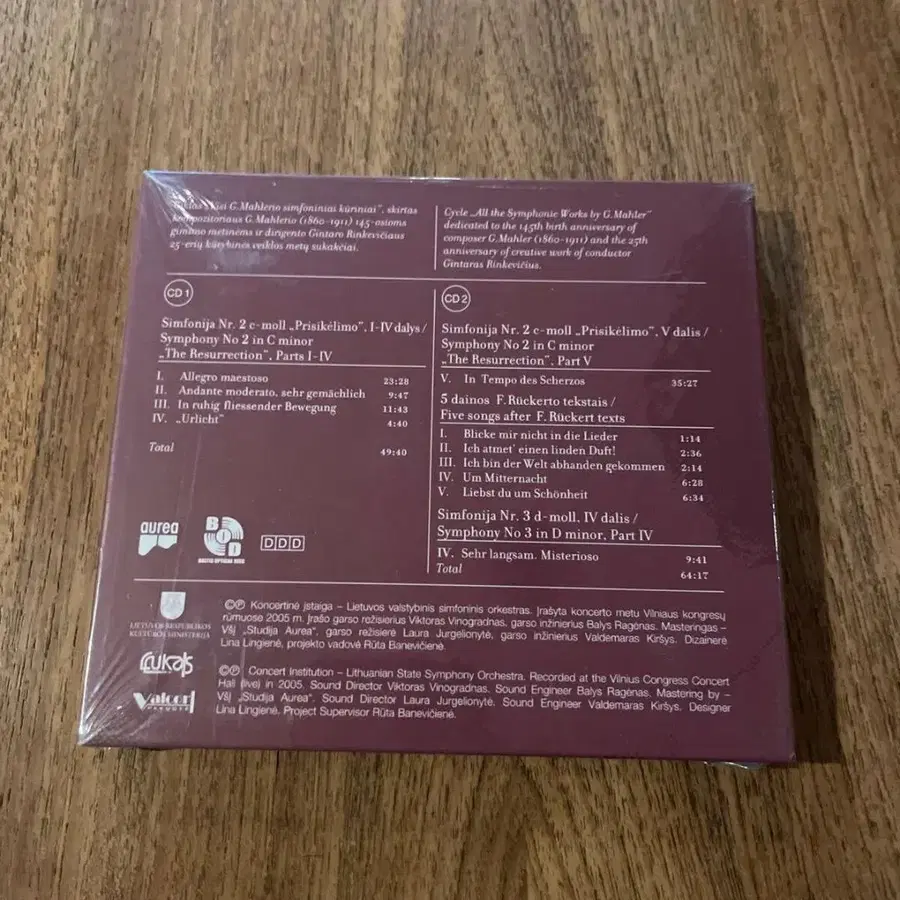 „Visi G.Mahlerio simfoniniai kūriniai", skirtas
kompozitoriaus G.Mahlerio (1860-1911) 145-osioms
gimimo metinėms ir dirigento Gintaro Rinkevičiaus
25-erių kūrybinės veiklos metų sukakčiai.
Cycle „All the Symphonic Works by G.Mahler"
dedicated to the 145th birth anniversary of
composer G.Mahler (1860-1911) and the 25th
anniversary of creative work of conductor
Gintaras Rinkevičius.
CD 1
Simfonija Nr. 2 c-moll „Prisikėlimo", I-IV dalys /
Symphony No 2 in C minor
„The Resurrection", Parts I-IV
I. Allegro maestoso 23:28
II. Andante moderato, sehr gemächlich 9:47
III. In ruhig fliessender Bewegung 11:43
IV. „Urlicht" 4:40
Total 49:40
CD 2
Simfonija Nr. 2 c-moll „Prisikėlimo", V dalis /
Symphony No 2 in C minor
„The Resurrection", Part V
V. In Tempo des Scherzos 35:27
5 dainos F.Rückerto tekstais /
Five songs after F.Rückert texts
I. Blicke mir nicht in die Lieder 1:14
II. Ich atmet' einen linden Duft! 2:36
III. Ich bin der Welt abhanden gekommen 2:14
IV. Um Mitternacht 6:28
V. Liebst du um Schönheit 6:34
Simfonija Nr. 3 d-moll, IV dalis /
Symphony No 3 in D minor, Part IV
IV. Sehr langsam. Misterioso 9:41
Total 64:17
aurea
BOD
BALTIC OPTICAL DISC
DDD
LIETUVOS RESPUBLIKOS
KULTŪROS MINISTERIJA
©℗ Koncertinė įstaiga – Lietuvos valstybinis simfoninis orkestras. Įrašyta koncerto metu Vilniaus kongresų
rūmuose 2005 m. Įrašo garso režisierius Viktoras Vinogradnas, garso inžinierius Balys Ragėnas. Masteringas –
VšĮ „Studija Aurea", garso režisierė Laura Jurgelionytė, garso inžinierius Valdemaras Kiršys. Dizainerė
Lina Lingienė, projekto vadovė Rūta Banevičienė.
©℗ Concert Institution – Lithuanian State Symphony Orchestra. Recorded at the Vilnius Congress Concert
Hall (live) in 2005. Sound Director Viktoras Vinogradnas. Sound Engineer Balys Ragėnas. Mastering by –
VšĮ „Studija Aurea". Sound Director Laura Jurgelionytė. Sound Engineer Valdemaras Kiršys. Designer
Lina Lingienė. Project Supervisor Rūta Banevičienė.